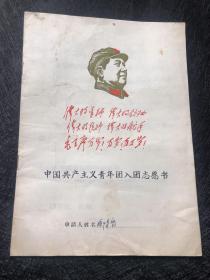 伟大的导师 伟大的领袖
伟大的统帅 伟大的舵手
毛主席万岁！万岁！万万岁！
中国共产主义青年团入团志愿书
申请人姓名